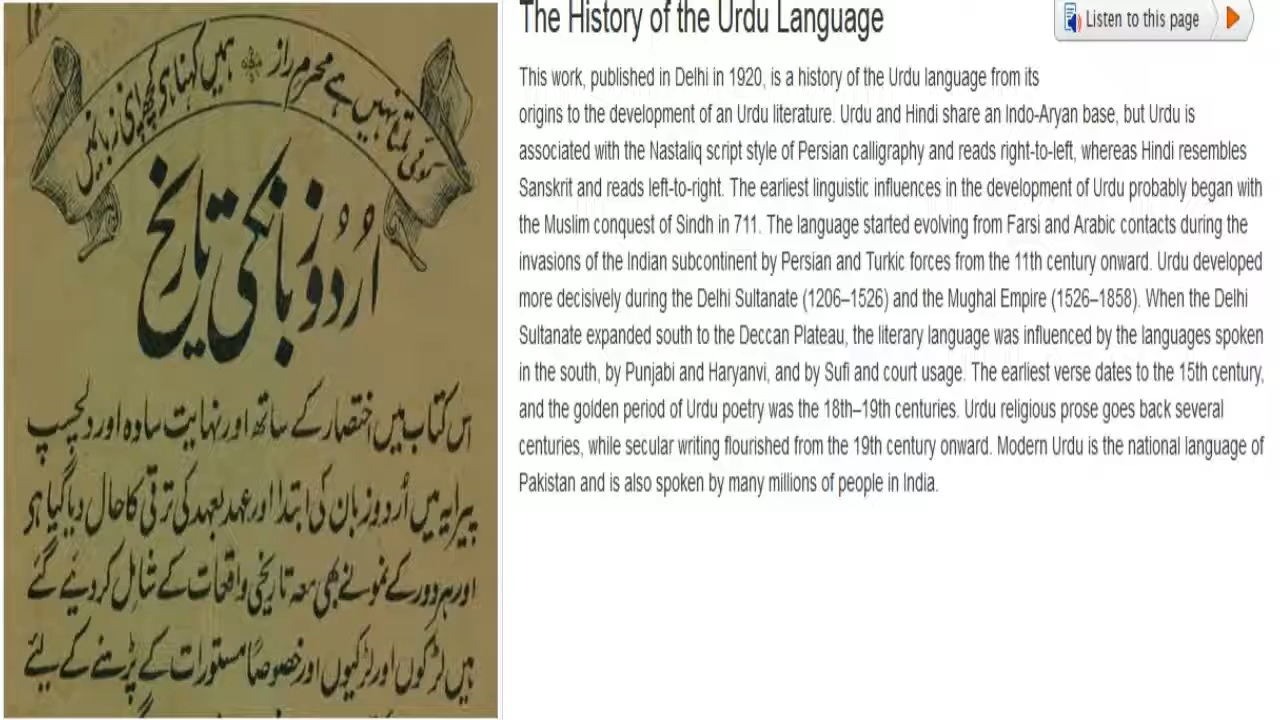 کوئی نہیں ہے محرم راز ہمیں کہنا ہی کچھ اپنی زباں میں
اُردُو زبان کی تاریخ
اس کتاب میں اختصار کے ساتھ اور نہایت سادہ اور دلچسپ
پیرایہ میں اُردو زبان کی ابتدا اور عہد بعہد کی ترقی کا حال دیا گیا ہو
اور ہر دور کے نمونے بھی معہ تاریخی واقعات کے شامل کر دیئے گئے
ہیں لڑکوں اور لڑکیوں اور خصوصاً مستورات کے پڑہنے کے لئے
The History of the Urdu Language
Listen to this page
This work, published in Delhi in 1920, is a history of the Urdu language from its
origins to the development of an Urdu literature. Urdu and Hindi share an Indo-Aryan base, but Urdu is
associated with the Nastaliq script style of Persian calligraphy and reads right-to-left, whereas Hindi resembles
Sanskrit and reads left-to-right. The earliest linguistic influences in the development of Urdu probably began with
the Muslim conquest of Sindh in 711. The language started evolving from Farsi and Arabic contacts during the
invasions of the Indian subcontinent by Persian and Turkic forces from the 11th century onward. Urdu developed
more decisively during the Delhi Sultanate (1206–1526) and the Mughal Empire (1526–1858). When the Delhi
Sultanate expanded south to the Deccan Plateau, the literary language was influenced by the languages spoken
in the south, by Punjabi and Haryanvi, and by Sufi and court usage. The earliest verse dates to the 15th century,
and the golden period of Urdu poetry was the 18th–19th centuries. Urdu religious prose goes back several
centuries, while secular writing flourished from the 19th century onward. Modern Urdu is the national language of
Pakistan and is also spoken by many millions of people in India.